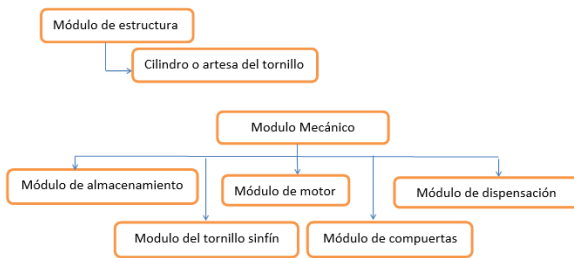 Módulo de estructura
Cilindro o artesa del tornillo
Modulo Mecánico
Módulo de almacenamiento
Módulo de motor
Módulo de dispensación
Modulo del tornillo sinfín
Módulo de compuertas